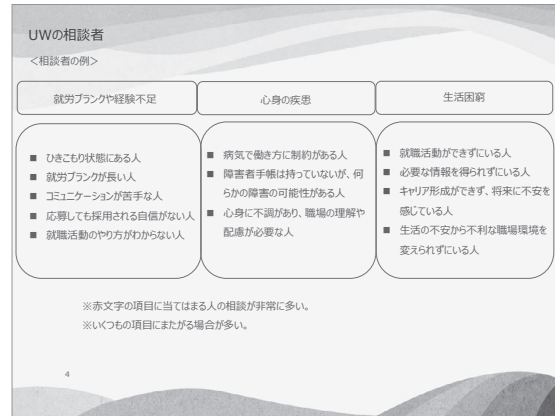 UWの相談者
＜相談者の例＞
就労ブランクや経験不足
心身の疾患
生活困窮
■ ひきこもり状態にある人
■ 就労ブランクが長い人
■ コミュニケーションが苦手な人
■ 応募しても採用される自信がない人
■ 就職活動のやり方がわからない人
■ 病気で働き方に制約がある人
■ 障害者手帳は持っていないが、何
らかの障害の可能性がある人
■ 心身に不調があり、職場の理解や
配慮が必要な人
■ 就職活動ができずにいる人
■ 必要な情報を得られずにいる人
■ キャリア形成ができず、将来に不安を
感じている人
■ 生活の不安から不利な職場環境を
変えられずにいる人
※赤文字の項目に当てはまる人の相談が非常に多い。
※いくつもの項目にまたがる場合が多い。
4